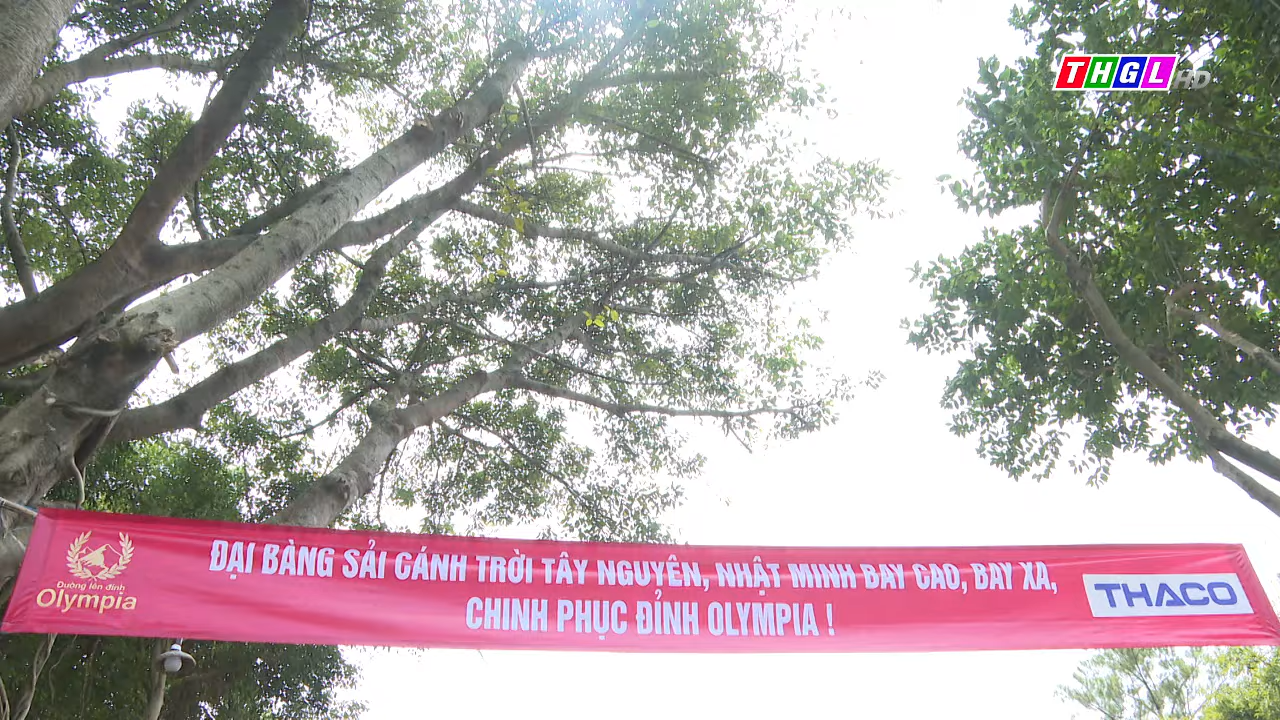 THGL HD
Đường lên đỉnh
Olympia
ĐẠI BÀNG SẢI CÁNH TRỜI TÂY NGUYÊN, NHẬT MINH BAY CAO, BAY XA,
CHINH PHỤC ĐỈNH OLYMPIA !
THACO